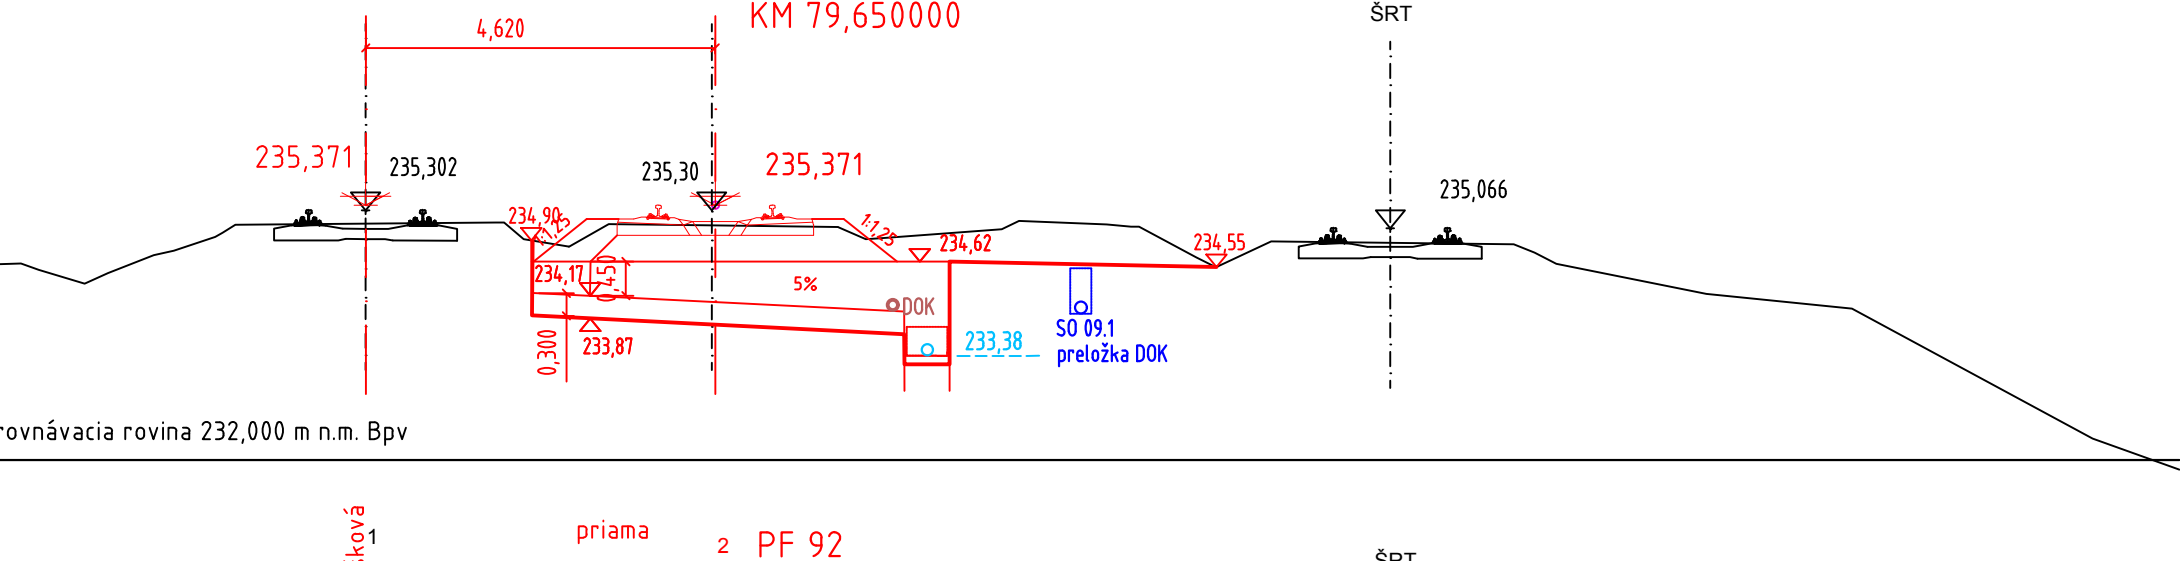 KM 79,650000
ŠRT
4,620
235,371
235,302
235,30
235,371
235,066
234,90
1:1,25
1:1,25
234,62
234,55
234,17
0,450
5%
DOK
233,87
0,300
233,38
SO 09.1
preložka DOK
rovnávacia rovina 232,000 m n.m. Bpv
šková
1
priama
2
PF 92
ŠRT